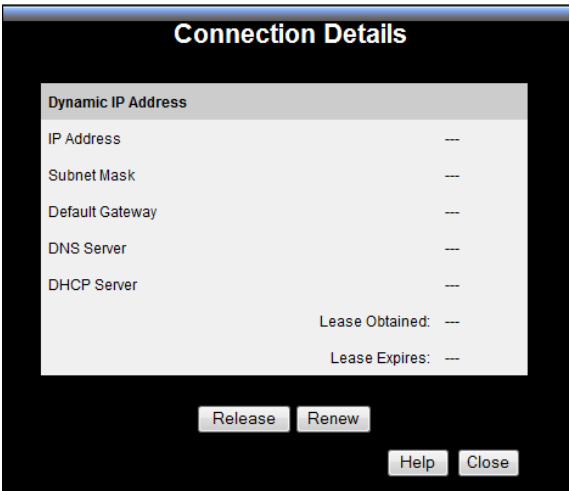 Connection Details
Dynamic IP Address
IP Address ---
Subnet Mask ---
Default Gateway ---
DNS Server ---
DHCP Server ---
Lease Obtained: ---
Lease Expires: ---
Release Renew
Help Close